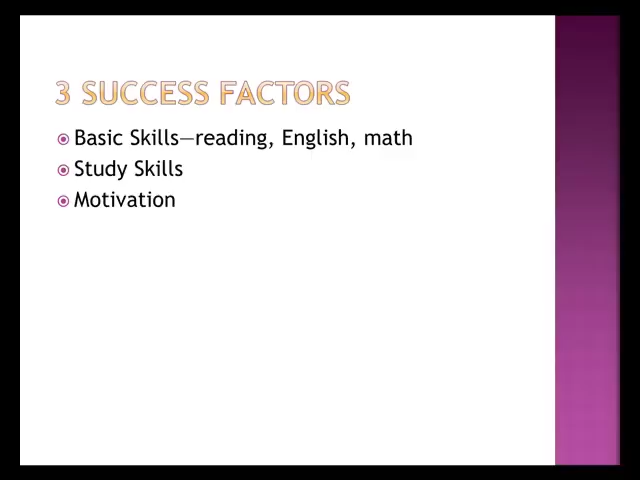 3 SUCCESS FACTORS
Basic Skills—reading, English, math
Study Skills
Motivation